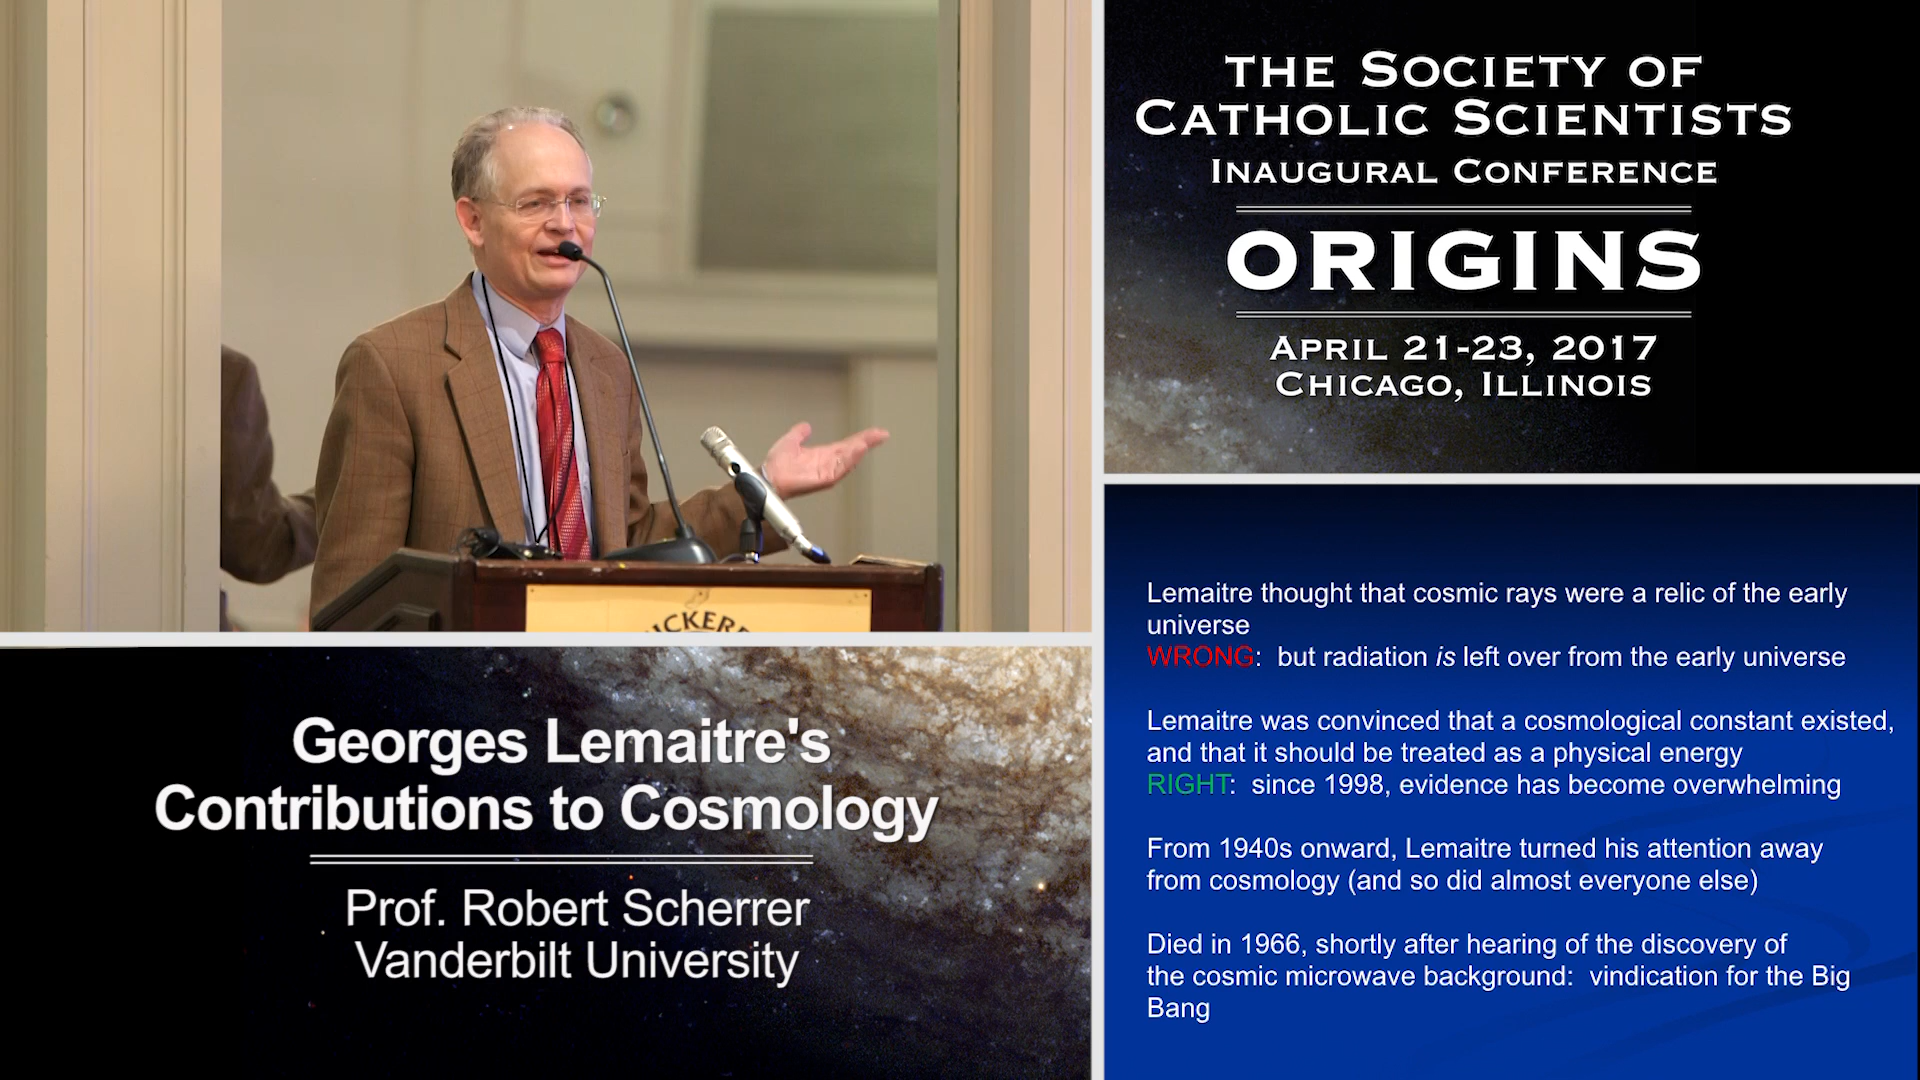 THE SOCIETY OF
CATHOLIC SCIENTISTS
INAUGURAL CONFERENCE
ORIGINS
APRIL 21-23, 2017
CHICAGO, ILLINOIS
Georges Lemaitre's
Contributions to Cosmology
Prof. Robert Scherrer
Vanderbilt University
Lemaitre thought that cosmic rays were a relic of the early
universe
WRONG: but radiation is left over from the early universe
Lemaitre was convinced that a cosmological constant existed,
and that it should be treated as a physical energy
RIGHT: since 1998, evidence has become overwhelming
From 1940s onward, Lemaitre turned his attention away
from cosmology (and so did almost everyone else)
Died in 1966, shortly after hearing of the discovery of
the cosmic microwave background: vindication for the Big
Bang